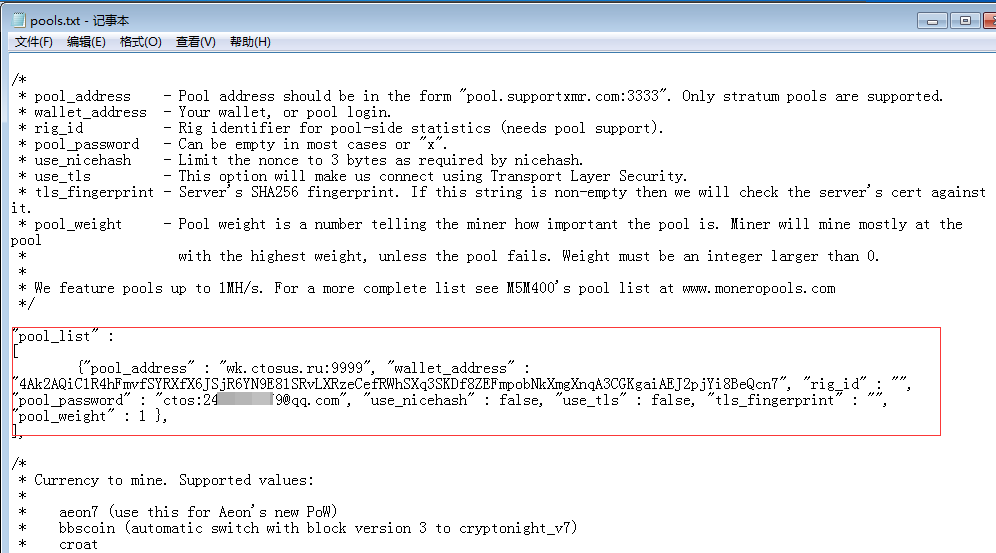 pools.txt - 记事本
文件(F) 编辑(E) 格式(O) 查看(V) 帮助(H)
/*
 * pool_address    - Pool address should be in the form "pool.supportxmr.com:3333". Only stratum pools are supported.
 * wallet_address  - Your wallet, or pool login.
 * rig_id          - Rig identifier for pool-side statistics (needs pool support).
 * pool_password   - Can be empty in most cases or "x".
 * use_nicehash    - Limit the nonce to 3 bytes as required by nicehash.
 * use_tls         - This option will make us connect using Transport Layer Security.
 * tls_fingerprint - Server's SHA256 fingerprint. If this string is non-empty then we will check the server's cert against
it.
 * pool_weight     - Pool weight is a number telling the miner how important the pool is. Miner will mine mostly at the
pool
 *                   with the highest weight, unless the pool fails. Weight must be an integer larger than 0.
 *
 * We feature pools up to 1MH/s. For a more complete list see M5M400's pool list at www.moneropools.com
 */
"pool_list" :
[
        {"pool_address" : "wk.ctosus.ru:9999", "wallet_address" :
"4Ak2AQiC1R4hFmvfSYRXfX6JSjR6YN9E81SRvLXRzeCefRWhSXq3SKDf8ZEFmpobNkXmgXnqA3CGKgaiAEJ2pjYi8BeQcn7", "rig_id" : "",
"pool_password" : "ctos:24 9@qq.com", "use_nicehash" : false, "use_tls" : false, "tls_fingerprint" : "",
"pool_weight" : 1 },
],
/*
 * Currency to mine. Supported values:
 *
 *    aeon7 (use this for Aeon's new PoW)
 *    bbscoin (automatic switch with block version 3 to cryptonight_v7)
 *    croat